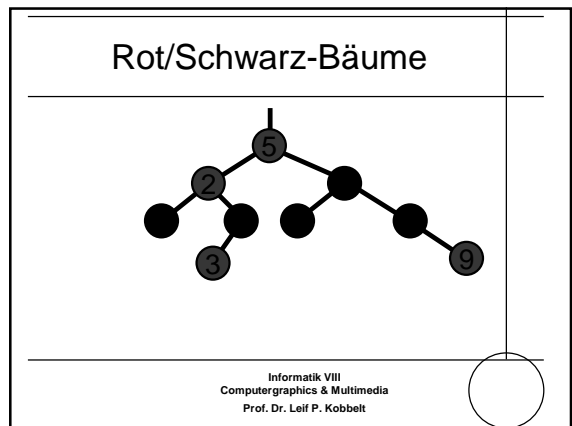 Rot/Schwarz-Bäume
5
2
3
9
Informatik VIII
Computergraphics & Multimedia
Prof. Dr. Leif P. Kobbelt